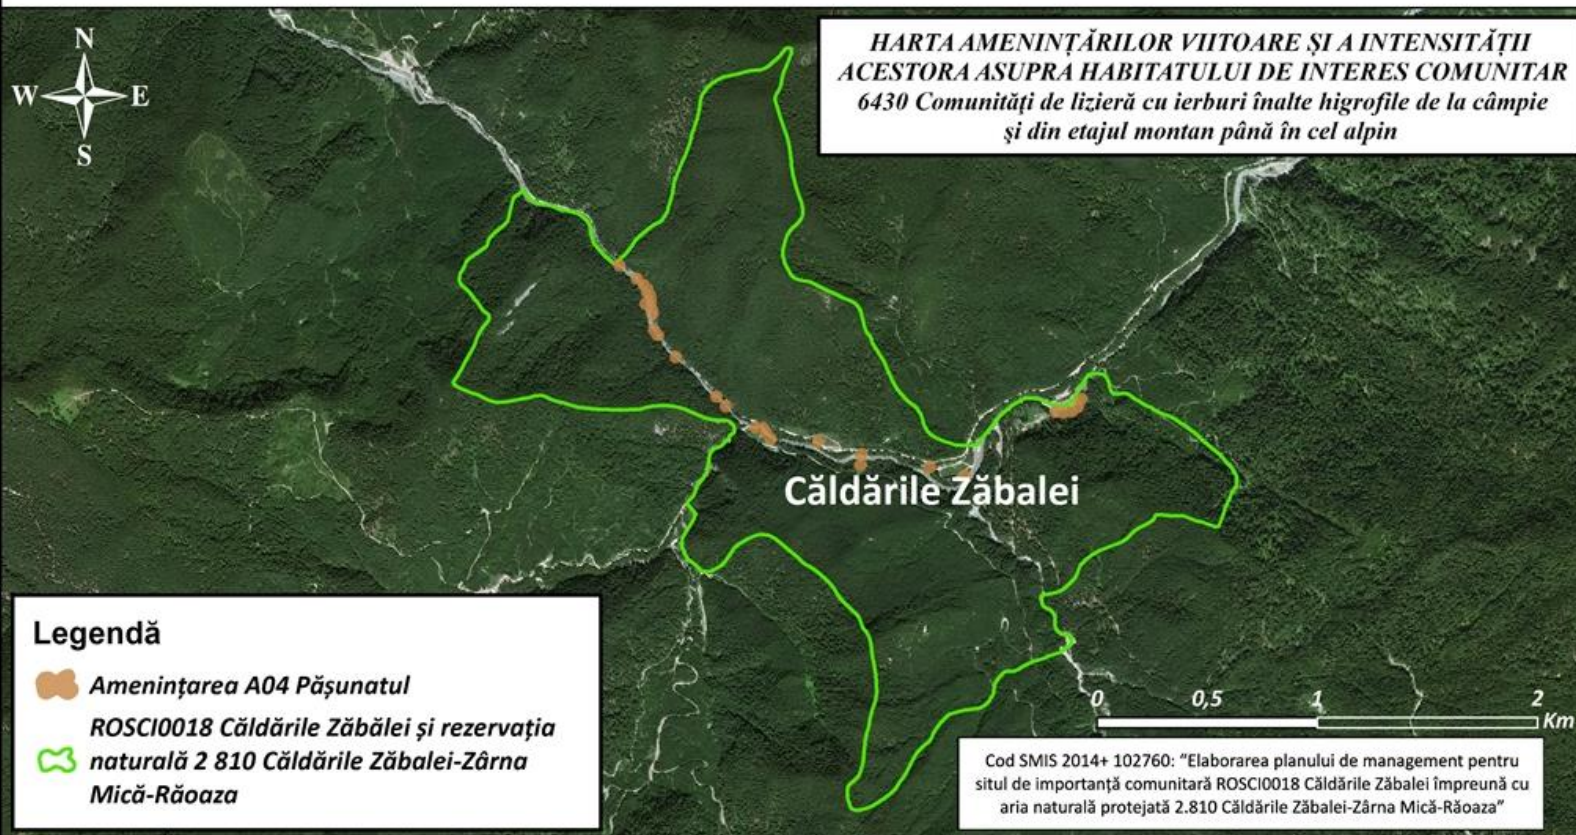 HARTA AMENINȚĂRILOR VIITOARE ȘI A INTENSITĂȚII
ACESTORA ASUPRA HABITATULUI DE INTERES COMUNITAR
6430 Comunități de lizieră cu ierburi înalte higrofile de la câmpie
și din etajul montan până în cel alpin
N
W E
S
Căldările Zăbalei
Legendă
Amenințarea A04 Pășunatul
ROSCI0018 Căldările Zăbălei și rezervația
naturală 2 810 Căldările Zăbalei-Zârna
Mică-Răoaza
0 0,5 1 2
Km
Cod SMIS 2014+ 102760: “Elaborarea planului de management pentru
situl de importanță comunitară ROSCI0018 Căldările Zăbalei împreună cu
aria naturală protejată 2.810 Căldările Zăbalei-Zârna Mică-Răoaza”